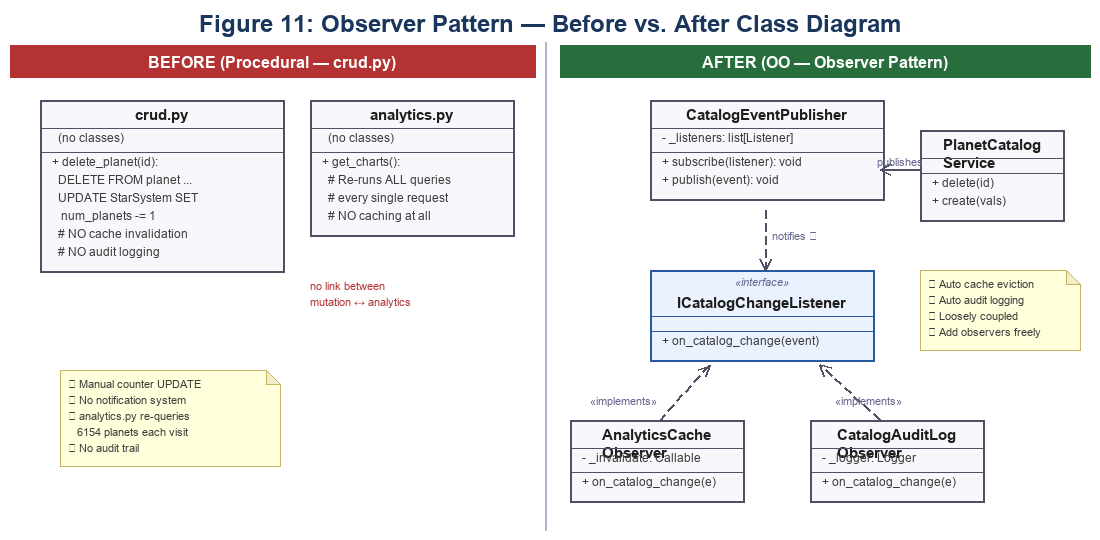 Figure 11: Observer Pattern — Before vs. After Class Diagram
BEFORE (Procedural — crud.py)
crud.py
(no classes)
+ delete_planet(id):
DELETE FROM planet ...
UPDATE StarSystem SET
num_planets -= 1
# NO cache invalidation
# NO audit logging
analytics.py
(no classes)
+ get_charts():
# Re-runs ALL queries
# every single request
# NO caching at all
no link between
mutation ↔ analytics
Manual counter UPDATE
No notification system
analytics.py re-queries
6154 planets each visit
No audit trail
AFTER (OO — Observer Pattern)
CatalogEventPublisher
- _listeners: list[Listener]
+ subscribe(listener): void
+ publish(event): void
publishes
PlanetCatalog
Service
+ delete(id)
+ create(vals)
notifies
«interface»
ICatalogChangeListener
+ on_catalog_change(event)
Auto cache eviction
Auto audit logging
Loosely coupled
Add observers freely
«implements»
«implements»
AnalyticsCache
Observer
- _invalidate: Callable
+ on_catalog_change(e)
CatalogAuditLog
Observer
- _logger: Logger
+ on_catalog_change(e)